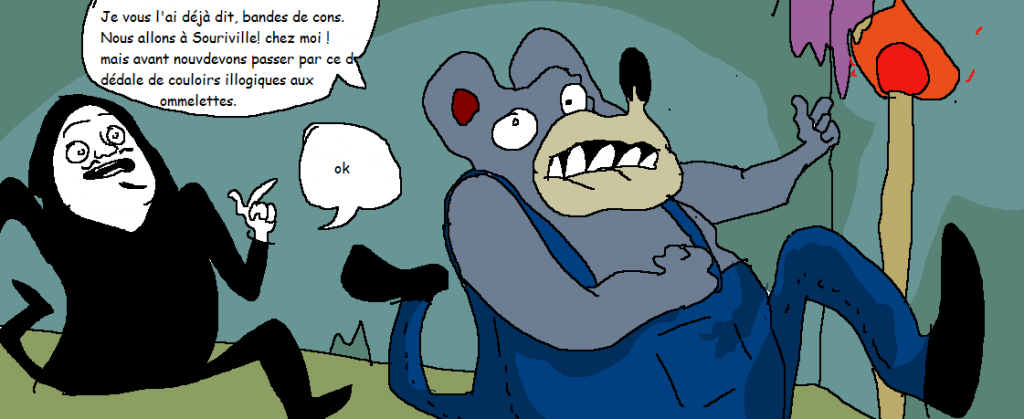 Je vous l'ai déjà dit, bandes de cons.
Nous allons à Souriville! chez moi !
mais avant nouvdevons passer par ce d
dédale de couloirs illogiques aux
ommelettes.
ok